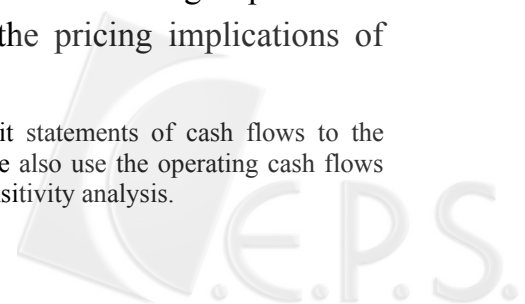 the pricing implications of
it statements of cash flows to the
e also use the operating cash flows
sitivity analysis.
C.E.P.S.